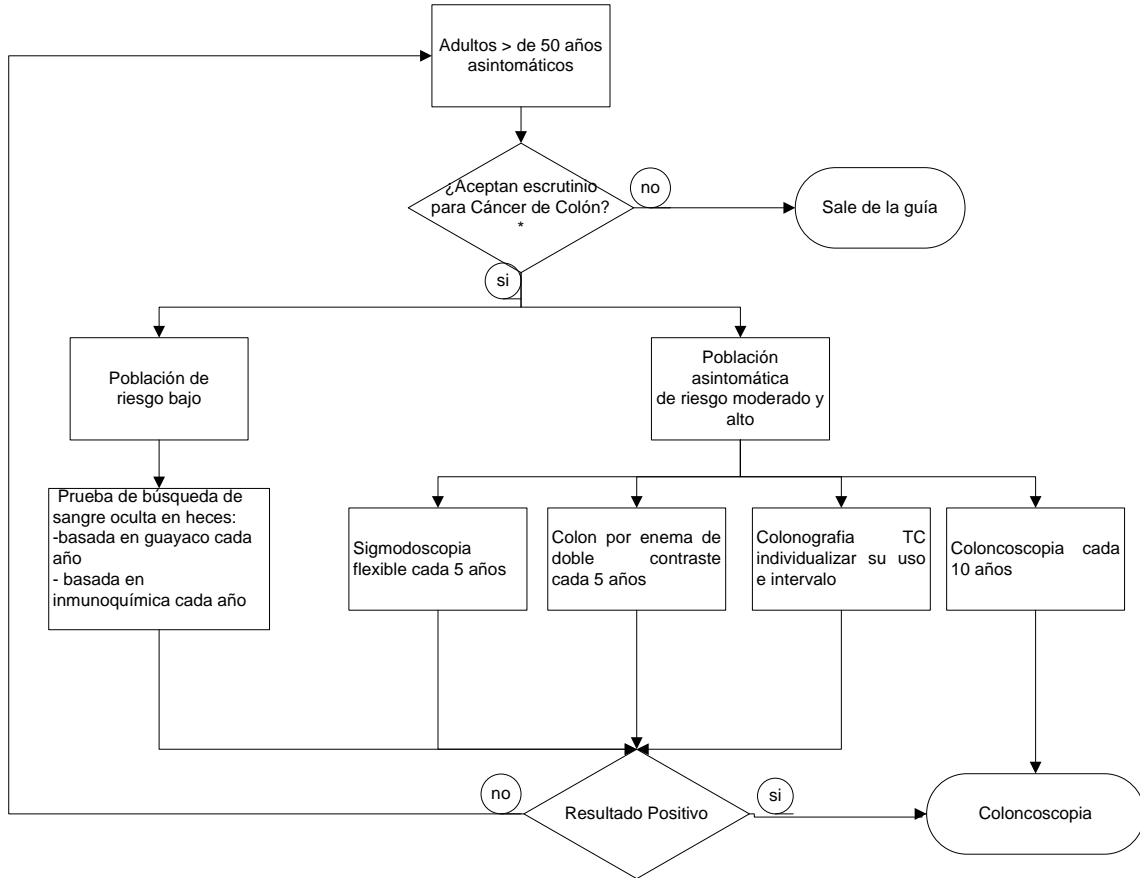 Adultos > de 50 años
asintomáticos
¿Aceptan escrutinio
para Cáncer de Colón?
*
no
Sale de la guía
si
Población de
riesgo bajo
Población
asintomática
de riesgo moderado y
alto
Prueba de búsqueda de
sangre oculta en heces:
-basada en guayaco cada
año
- basada en
inmunoquímica cada año
Sigmodoscopia
flexible cada 5 años
Colon por enema de
doble contraste
cada 5 años
Colonografia TC
individualizar su uso
e intervalo
Coloncoscopia cada
10 años
no
Resultado Positivo
si
Coloncoscopia